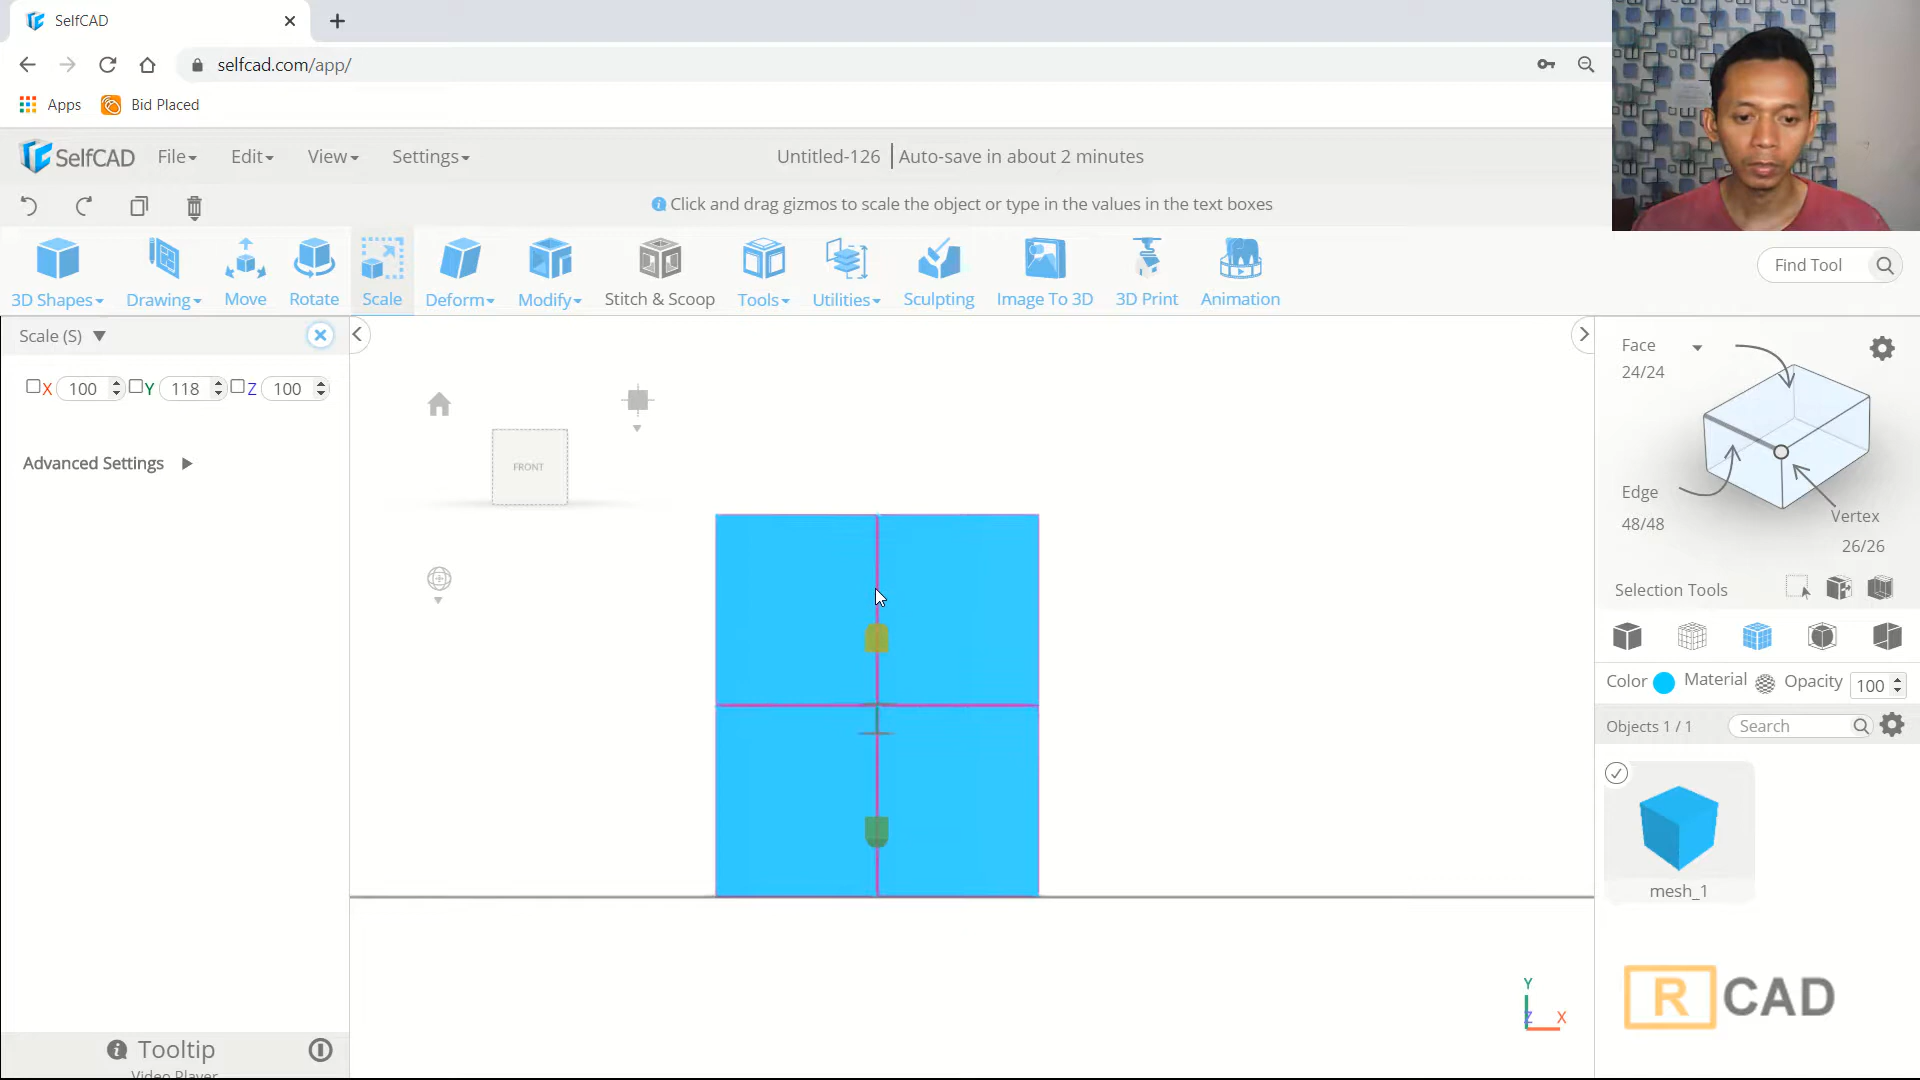 SelfCAD
selfcad.com/app/
Apps Bid Placed
SelfCAD File Edit View Settings Untitled-126 | Auto-save in about 2 minutes
Click and drag gizmos to scale the object or type in the values in the text boxes
3D Shapes Drawing Move Rotate Scale Deform Modify Stitch & Scoop Tools Utilities Sculpting Image To 3D 3D Print Animation Find Tool
Scale (S)
X 100 Y 118 Z 100
Advanced Settings
FRONT
Face
24/24
Edge
48/48
Vertex
26/26
Selection Tools
Color Material Opacity 100
Objects 1 / 1 Search
mesh_1
R CAD
Y
Z X
Tooltip
Video Player